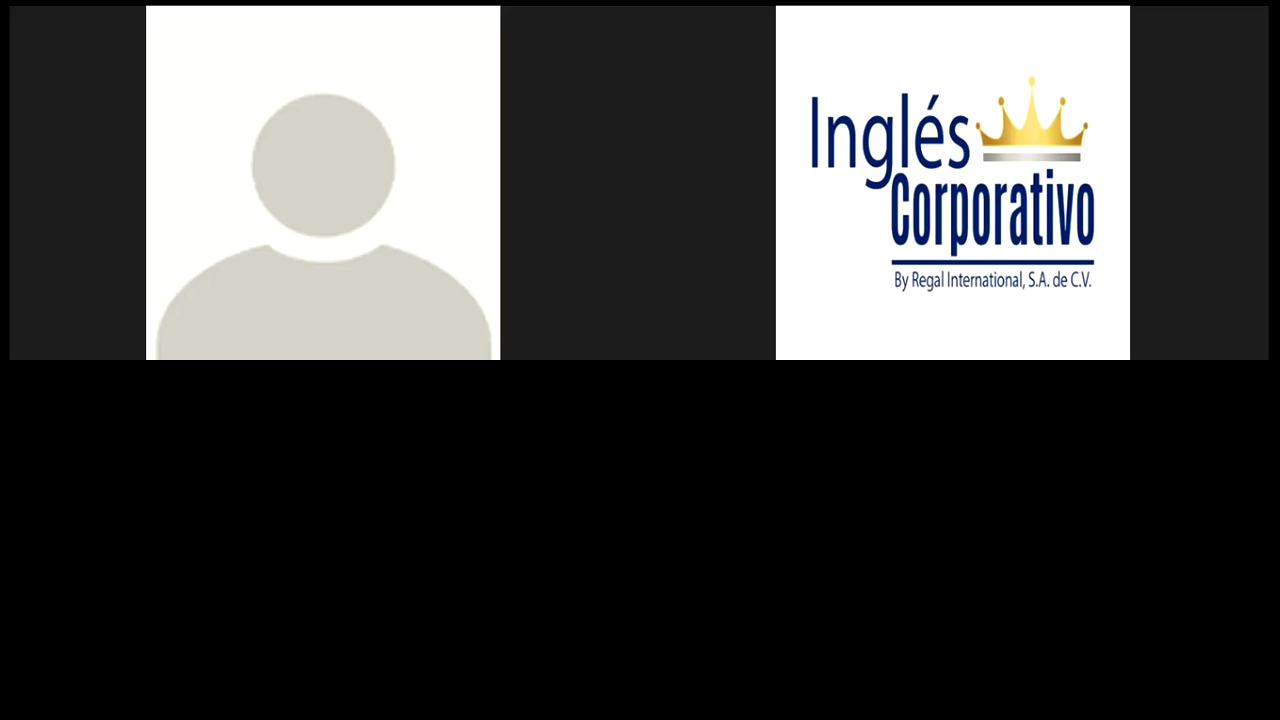 Inglés
Corporativo
By Regal International, S.A. de C.V.